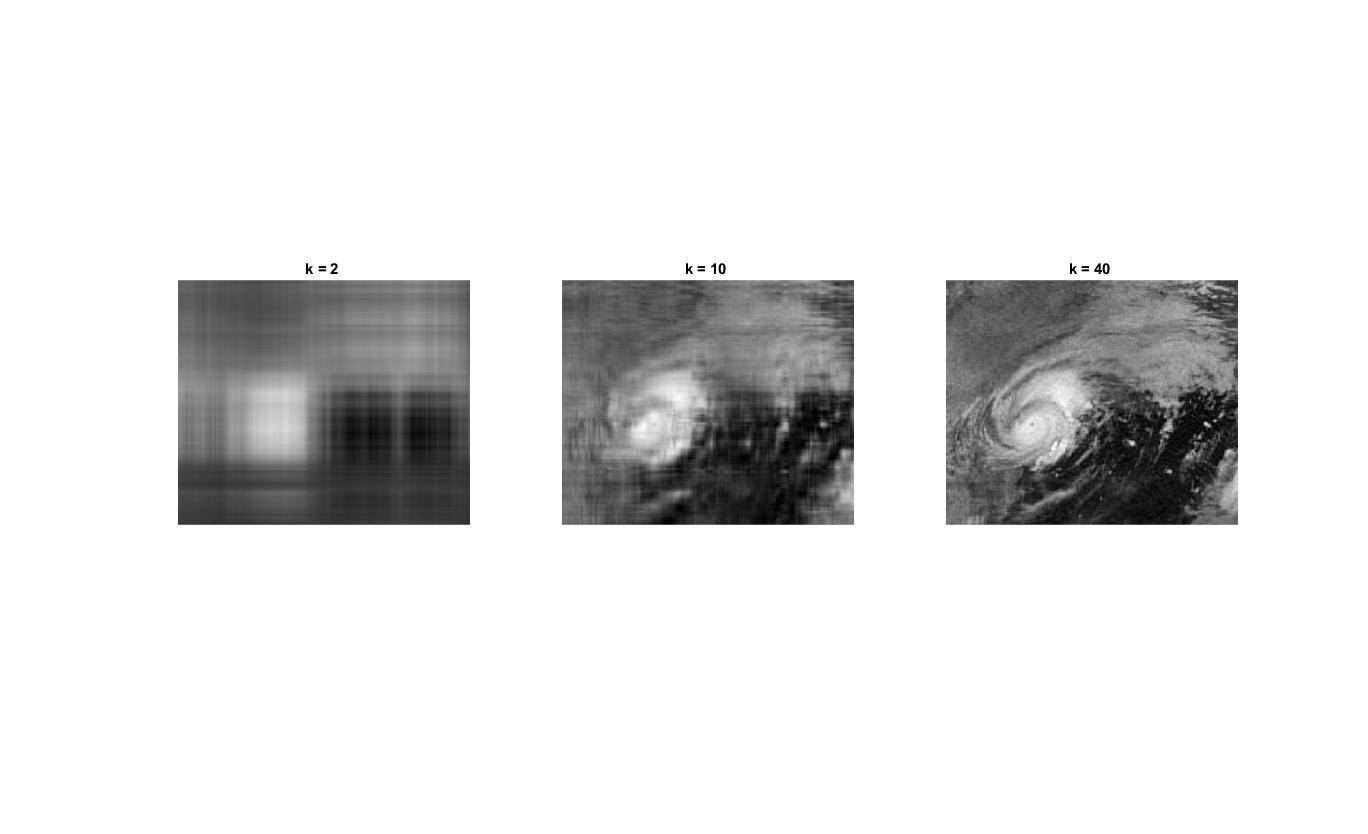 k = 2
k = 10
k = 40